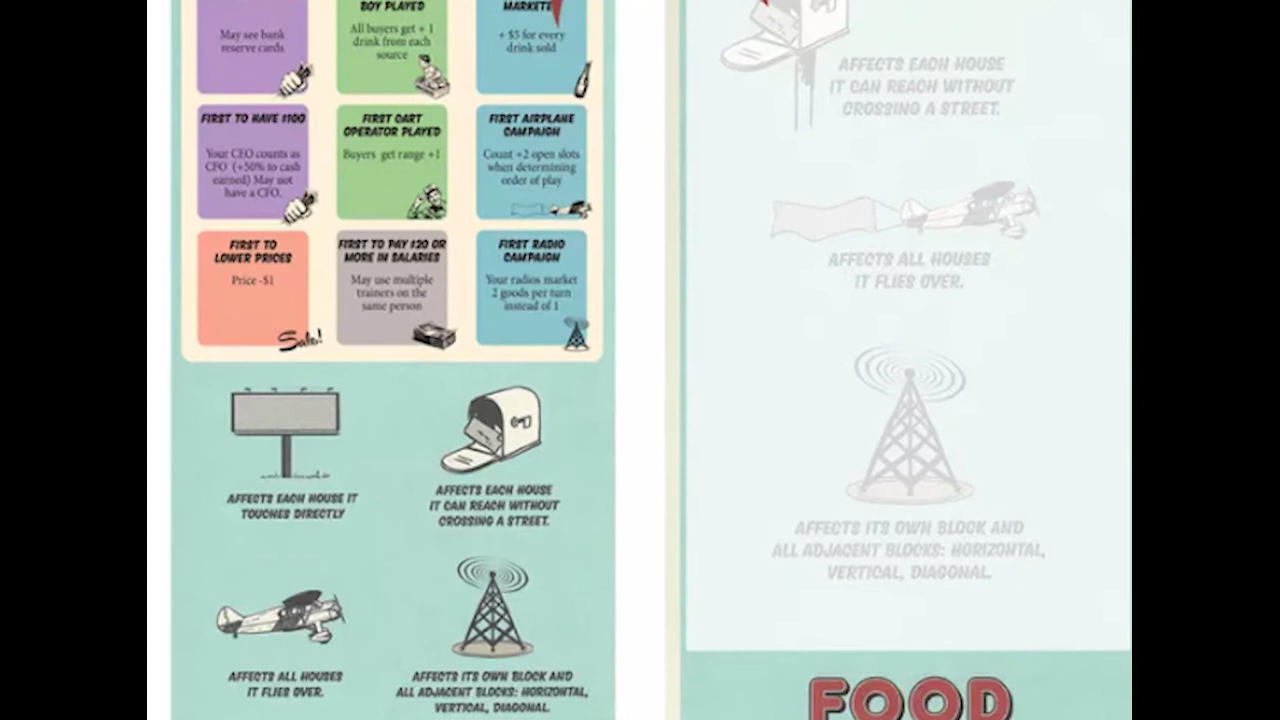 BOY PLAYED
MARKETE
May see bank
reserve cards
All buyers get + 1
drink from each
source
+ $5 for every
drink sold
FIRST TO HAVE $100
FIRST CART
OPERATOR PLAYED
FIRST AIRPLANE
CAMPAIGN
Your CEO counts as
CFO (+50% to cash
earned) May not
have a CFO.
Buyers get range +1
Count +2 open slots
when determining
order of play
FIRST TO
LOWER PRICES
FIRST TO PAY $20 OR
MORE IN SALARIES
FIRST RADIO
CAMPAIGN
Price -$1
May use multiple
trainers on the
same person
Your radios market
2 goods per turn
instead of 1
Sale!
AFFECTS EACH HOUSE IT
TOUCHES DIRECTLY
AFFECTS EACH HOUSE
IT CAN REACH WITHOUT
CROSSING A STREET.
AFFECTS ALL HOUSES
IT FLIES OVER.
AFFECTS ITS OWN BLOCK AND
ALL ADJACENT BLOCKS: HORIZONTAL,
VERTICAL, DIAGONAL.
AFFECTS EACH HOUSE
IT CAN REACH WITHOUT
CROSSING A STREET.
AFFECTS ALL HOUSES
IT FLIES OVER.
AFFECTS ITS OWN BLOCK AND
ALL ADJACENT BLOCKS: HORIZONTAL,
VERTICAL, DIAGONAL.
FOOD